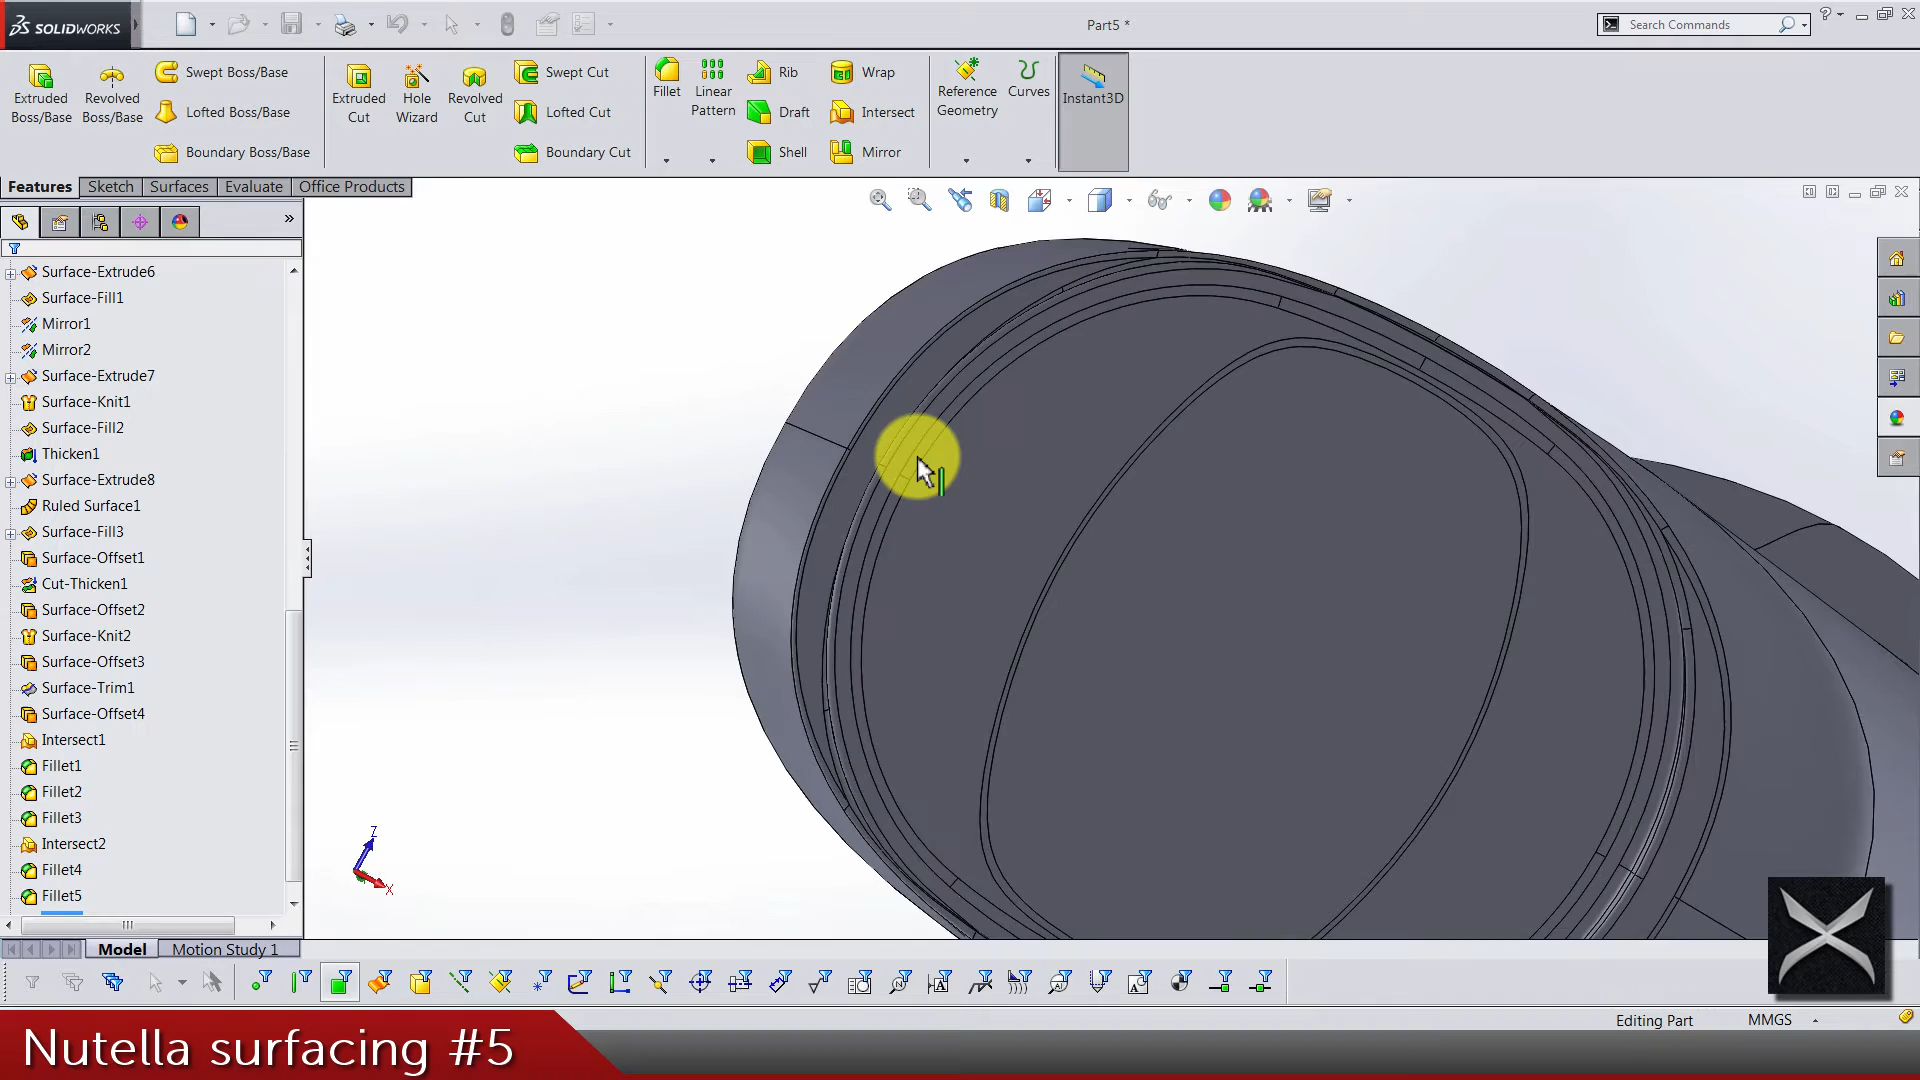 SOLIDWORKS
Part5 *
Search Commands
Extruded
Boss/Base
Revolved
Boss/Base
Swept Boss/Base
Lofted Boss/Base
Boundary Boss/Base
Extruded
Cut
Hole
Wizard
Revolved
Cut
Swept Cut
Lofted Cut
Boundary Cut
Fillet
Linear
Pattern
Rib
Draft
Shell
Wrap
Intersect
Mirror
Reference
Geometry
Curves
Instant3D
Features
Sketch
Surfaces
Evaluate
Office Products
Surface-Extrude6
Surface-Fill1
Mirror1
Mirror2
Surface-Extrude7
Surface-Knit1
Surface-Fill2
Thicken1
Surface-Extrude8
Ruled Surface1
Surface-Fill3
Surface-Offset1
Cut-Thicken1
Surface-Offset2
Surface-Knit2
Surface-Offset3
Surface-Trim1
Surface-Offset4
Intersect1
Fillet1
Fillet2
Fillet3
Intersect2
Fillet4
Fillet5
Z
X
Model
Motion Study 1
Editing Part
MMGS
Nutella surfacing #5